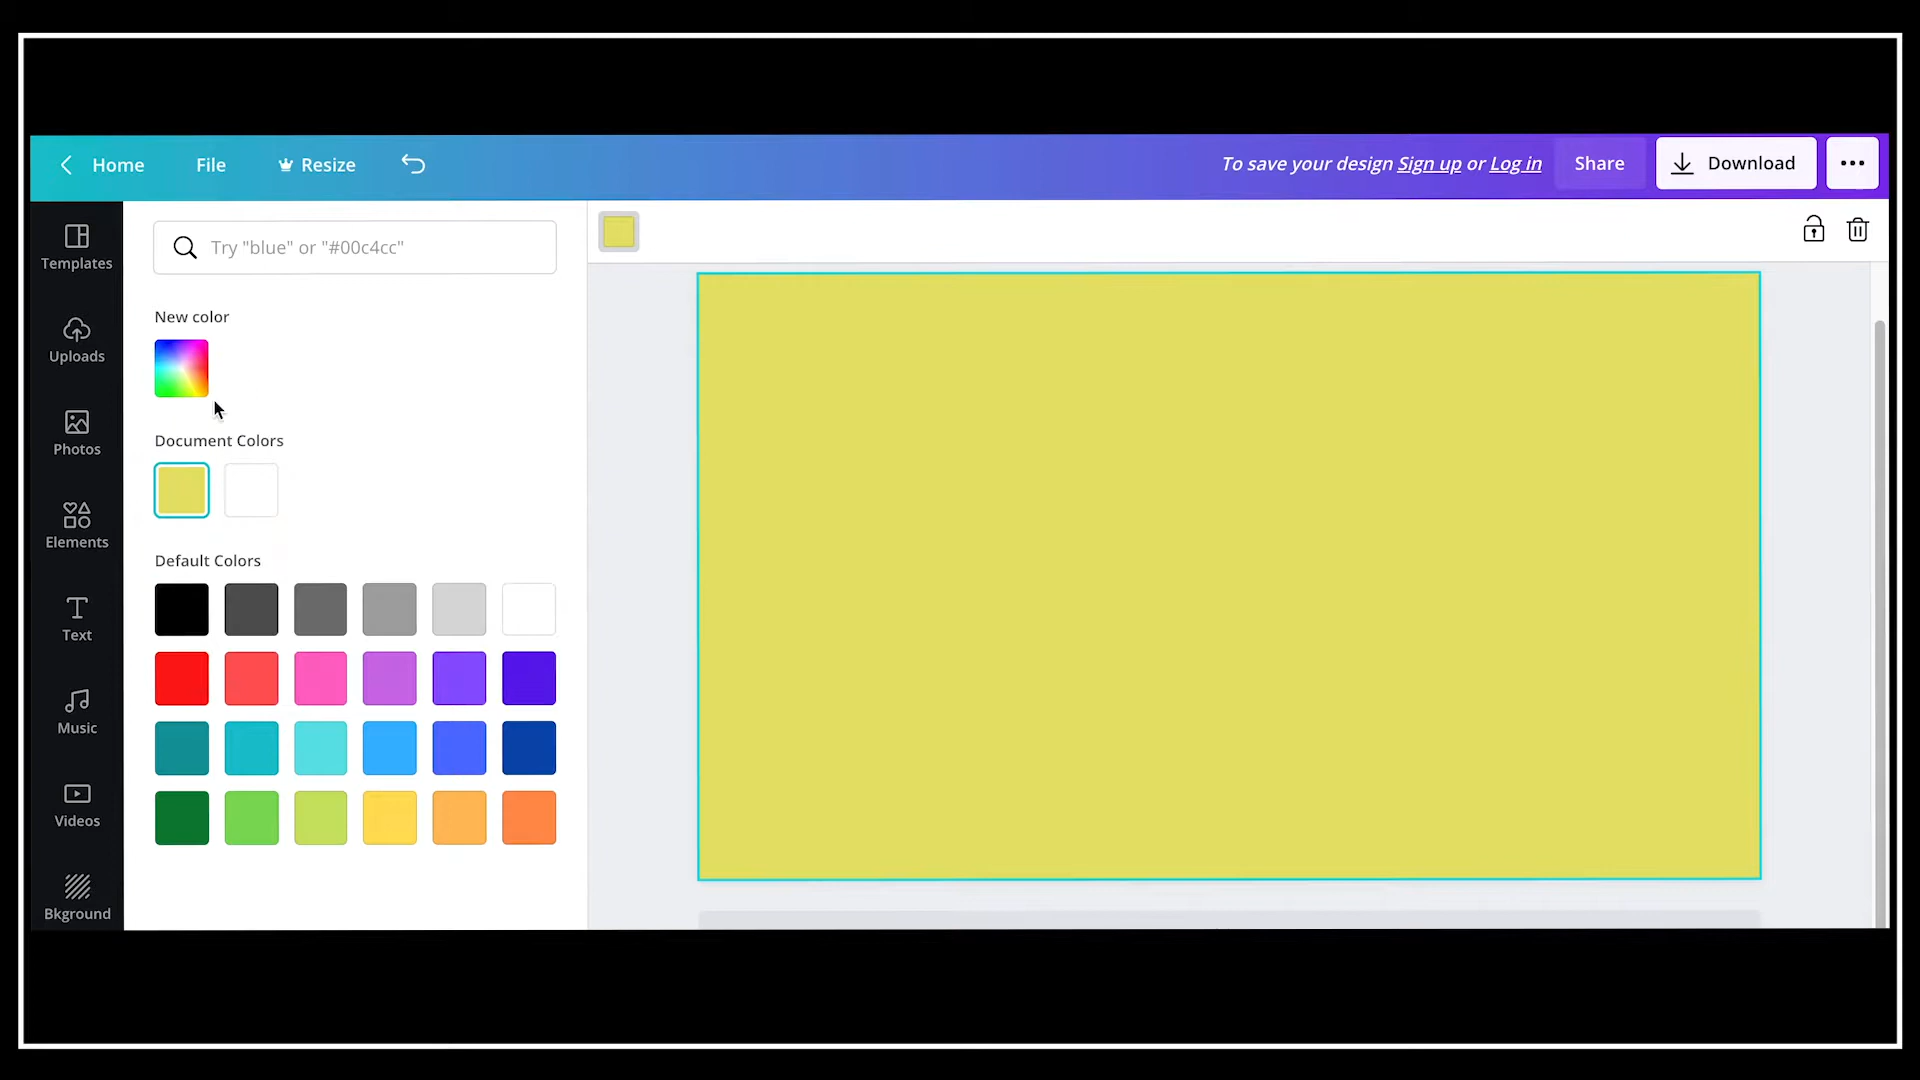 Home File Resize To save your design Sign up or Log in Share Download
Templates
Uploads
Photos
Elements
Text
Music
Videos
Bkground
Try "blue" or "#00c4cc"
New color
Document Colors
Default Colors